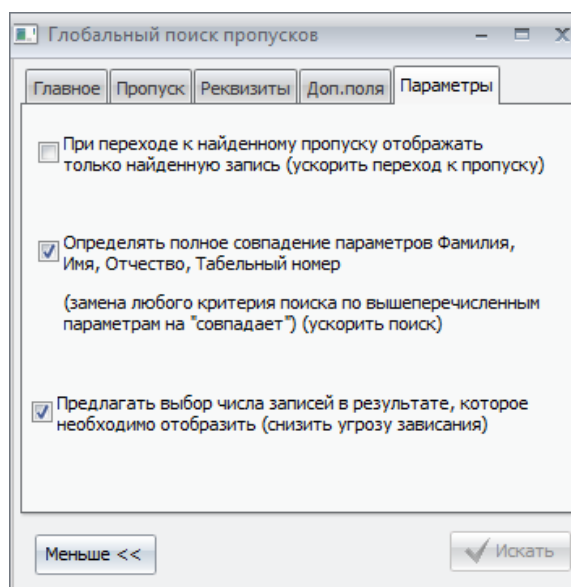 Глобальный поиск пропусков
Главное Пропуск Реквизиты Доп.поля Параметры
При переходе к найденному пропуску отображать
только найденную запись (ускорить переход к пропуску)
Определять полное совпадение параметров Фамилия,
Имя, Отчество, Табельный номер
(замена любого критерия поиска по вышеперечисленным
параметрам на "совпадает") (ускорить поиск)
Предлагать выбор числа записей в результате, которое
необходимо отобразить (снизить угрозу зависания)
Меньше << Искать